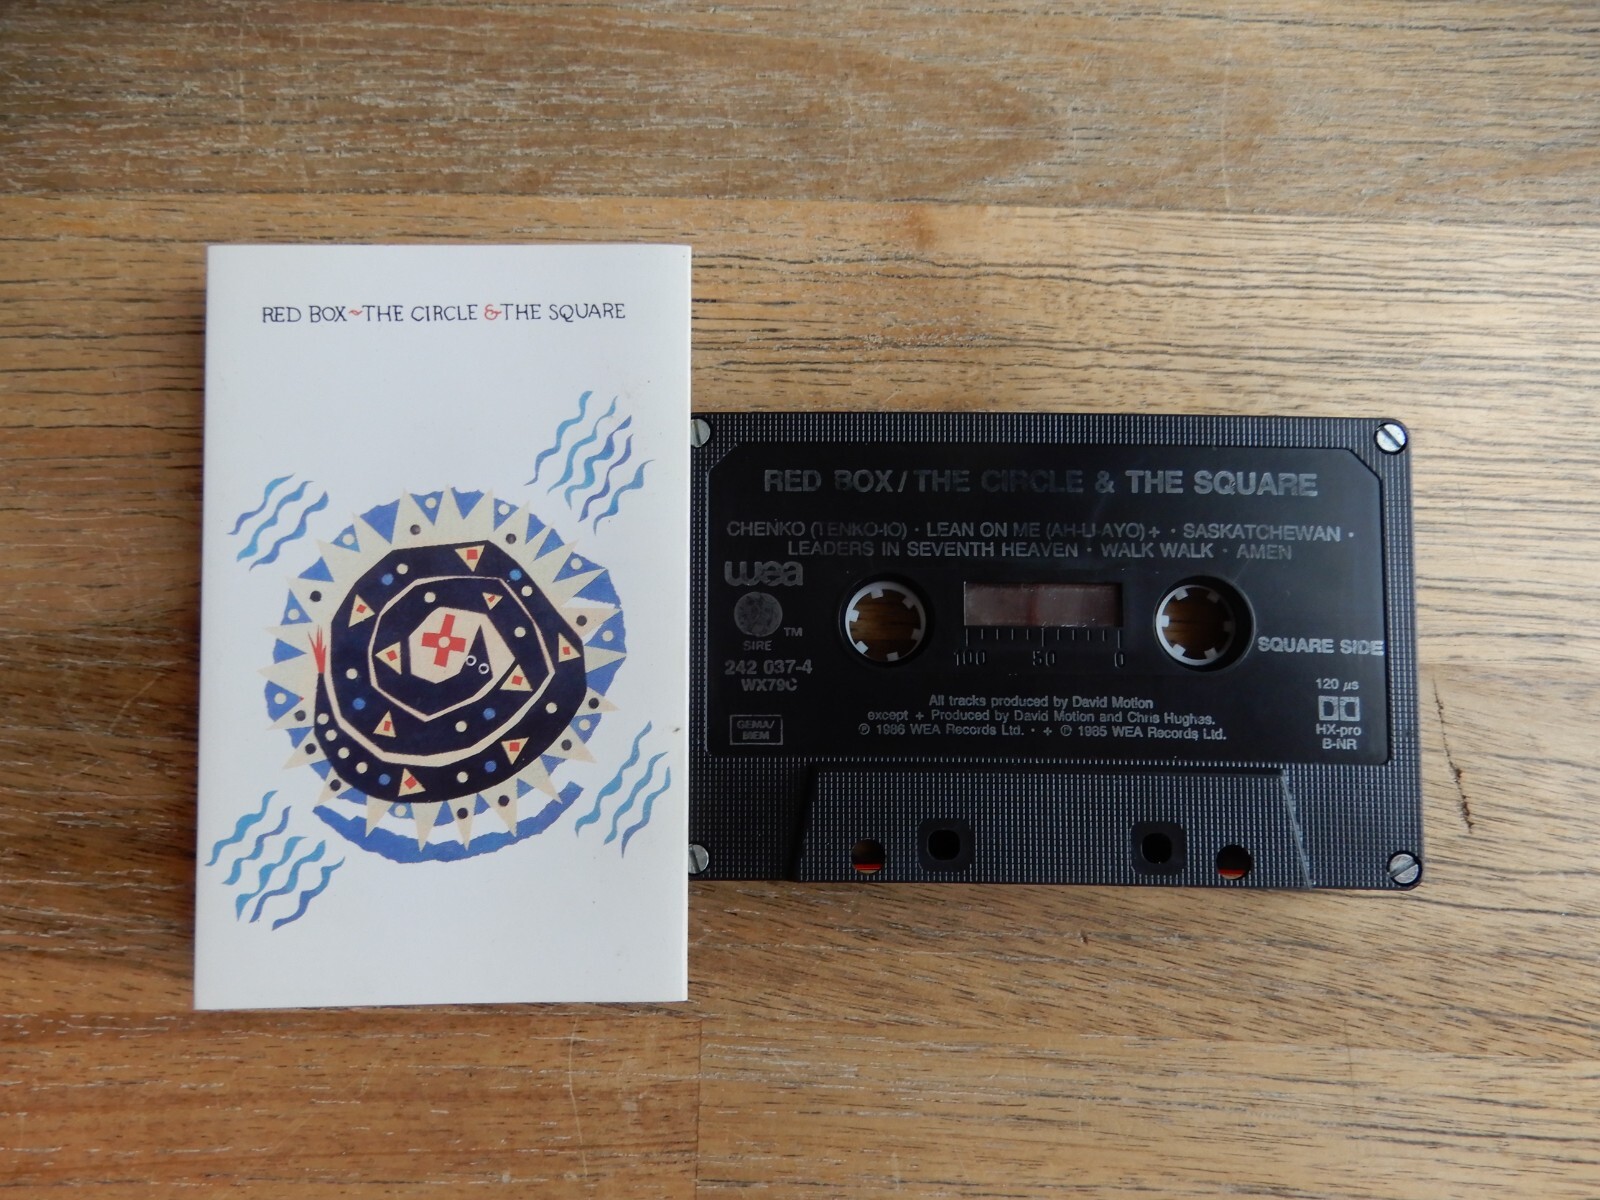 RED BOX~THE CIRCLE & THE SQUARE
RED BOX / THE CIRCLE & THE SQUARE
CHENKO (TENKO-IO) · LEAN ON ME (AH-LI-AYO) + · SASKATCHEWAN ·
LEADERS IN SEVENTH HEAVEN · WALK WALK · AMEN
wea
SIRE TM
242 037-4
WX79C
GEMA/
BIEM
100 50 0
SQUARE SIDE
All tracks produced by David Motion
except + Produced by David Motion and Chris Hughes.
℗ 1986 WEA Records Ltd. · + ℗ 1985 WEA Records Ltd.
120 µs
HX-pro
B-NR